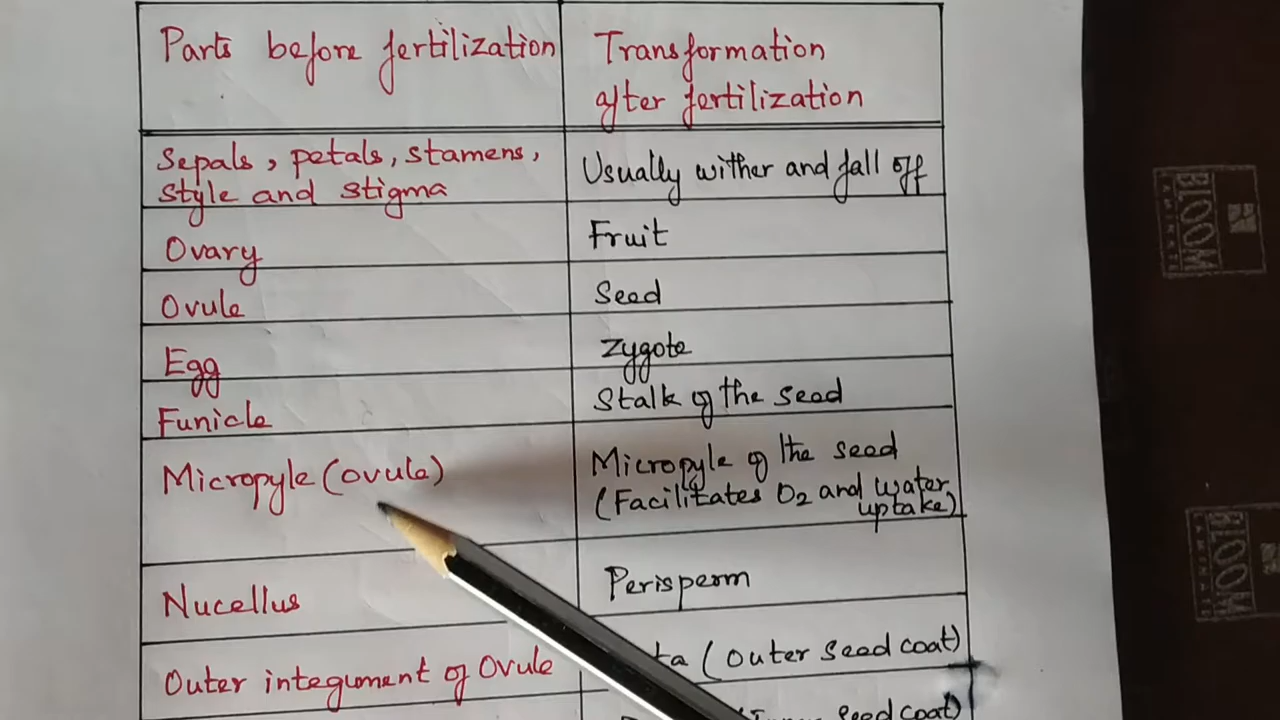 Parts before fertilization
Transformation
after fertilization
Sepals, petals, stamens,
style and stigma
Usually wither and fall off
Ovary
Fruit
Ovule
Seed
Egg
Zygote
Funicle
Stalk of the seed
Micropyle (ovule)
Micropyle of the seed
(Facilitates O2 and water
uptake)
Nucellus
Perisperm
Outer integument of Ovule
(Outer seed coat)
seed coat)
BLOOM
LAMINATE
BLOOM
LAMINATE